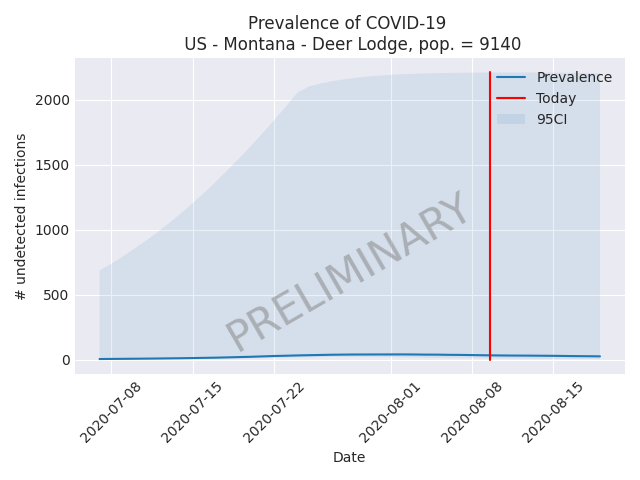 Prevalence of COVID-19
US - Montana - Deer Lodge, pop. = 9140
# undetected infections
2000
1500
1000
500
0
Prevalence
Today
95CI
PRELIMINARY
2020-07-08
2020-07-15
2020-07-22
2020-08-01
2020-08-08
2020-08-15
Date